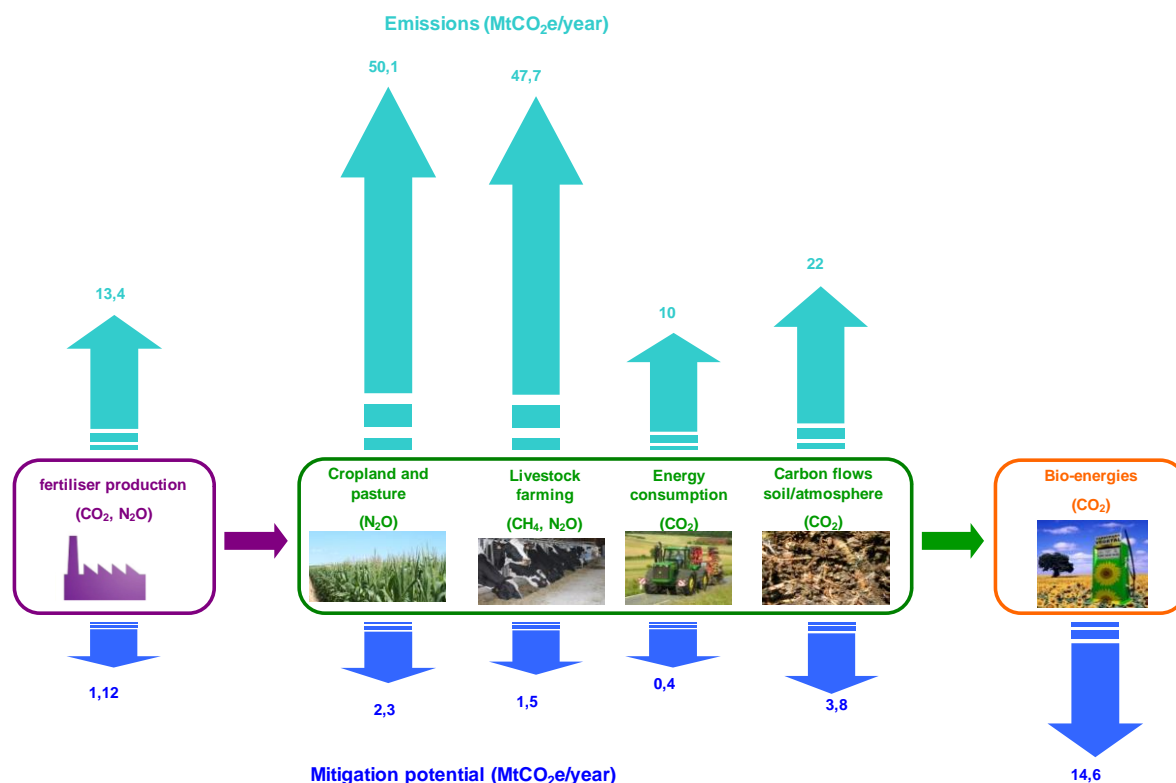 Emissions (MtCO₂e/year)
50,1
47,7
22
13,4
10
fertiliser production
(CO₂, N₂O)
Cropland and
pasture
(N₂O)
Livestock
farming
(CH₄, N₂O)
Energy
consumption
(CO₂)
Carbon flows
soil/atmosphere
(CO₂)
Bio-energies
(CO₂)
1,12
2,3
1,5
0,4
3,8
14,6
Mitigation potential (MtCO₂e/year)